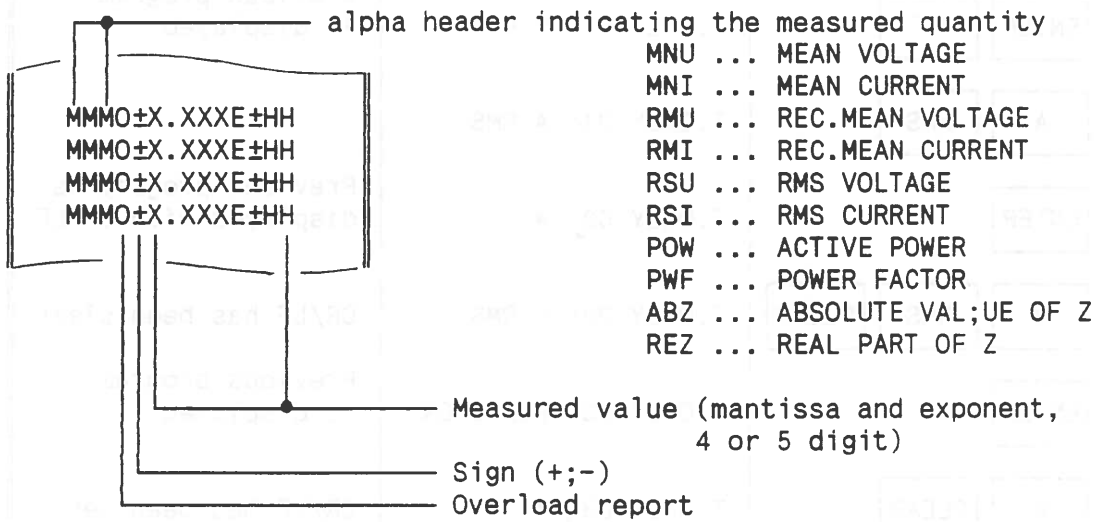 alpha header indicating the measured quantity
MNU ... MEAN VOLTAGE
MNI ... MEAN CURRENT
RMU ... REC.MEAN VOLTAGE
RMI ... REC.MEAN CURRENT
RSU ... RMS VOLTAGE
RSI ... RMS CURRENT
POW ... ACTIVE POWER
PWF ... POWER FACTOR
ABZ ... ABSOLUTE VAL;UE OF Z
REZ ... REAL PART OF Z
MMMO±X.XXXE±HH
MMMO±X.XXXE±HH
MMMO±X.XXXE±HH
MMMO±X.XXXE±HH
Measured value (mantissa and exponent,
4 or 5 digit)
Sign (+;-)
Overload report